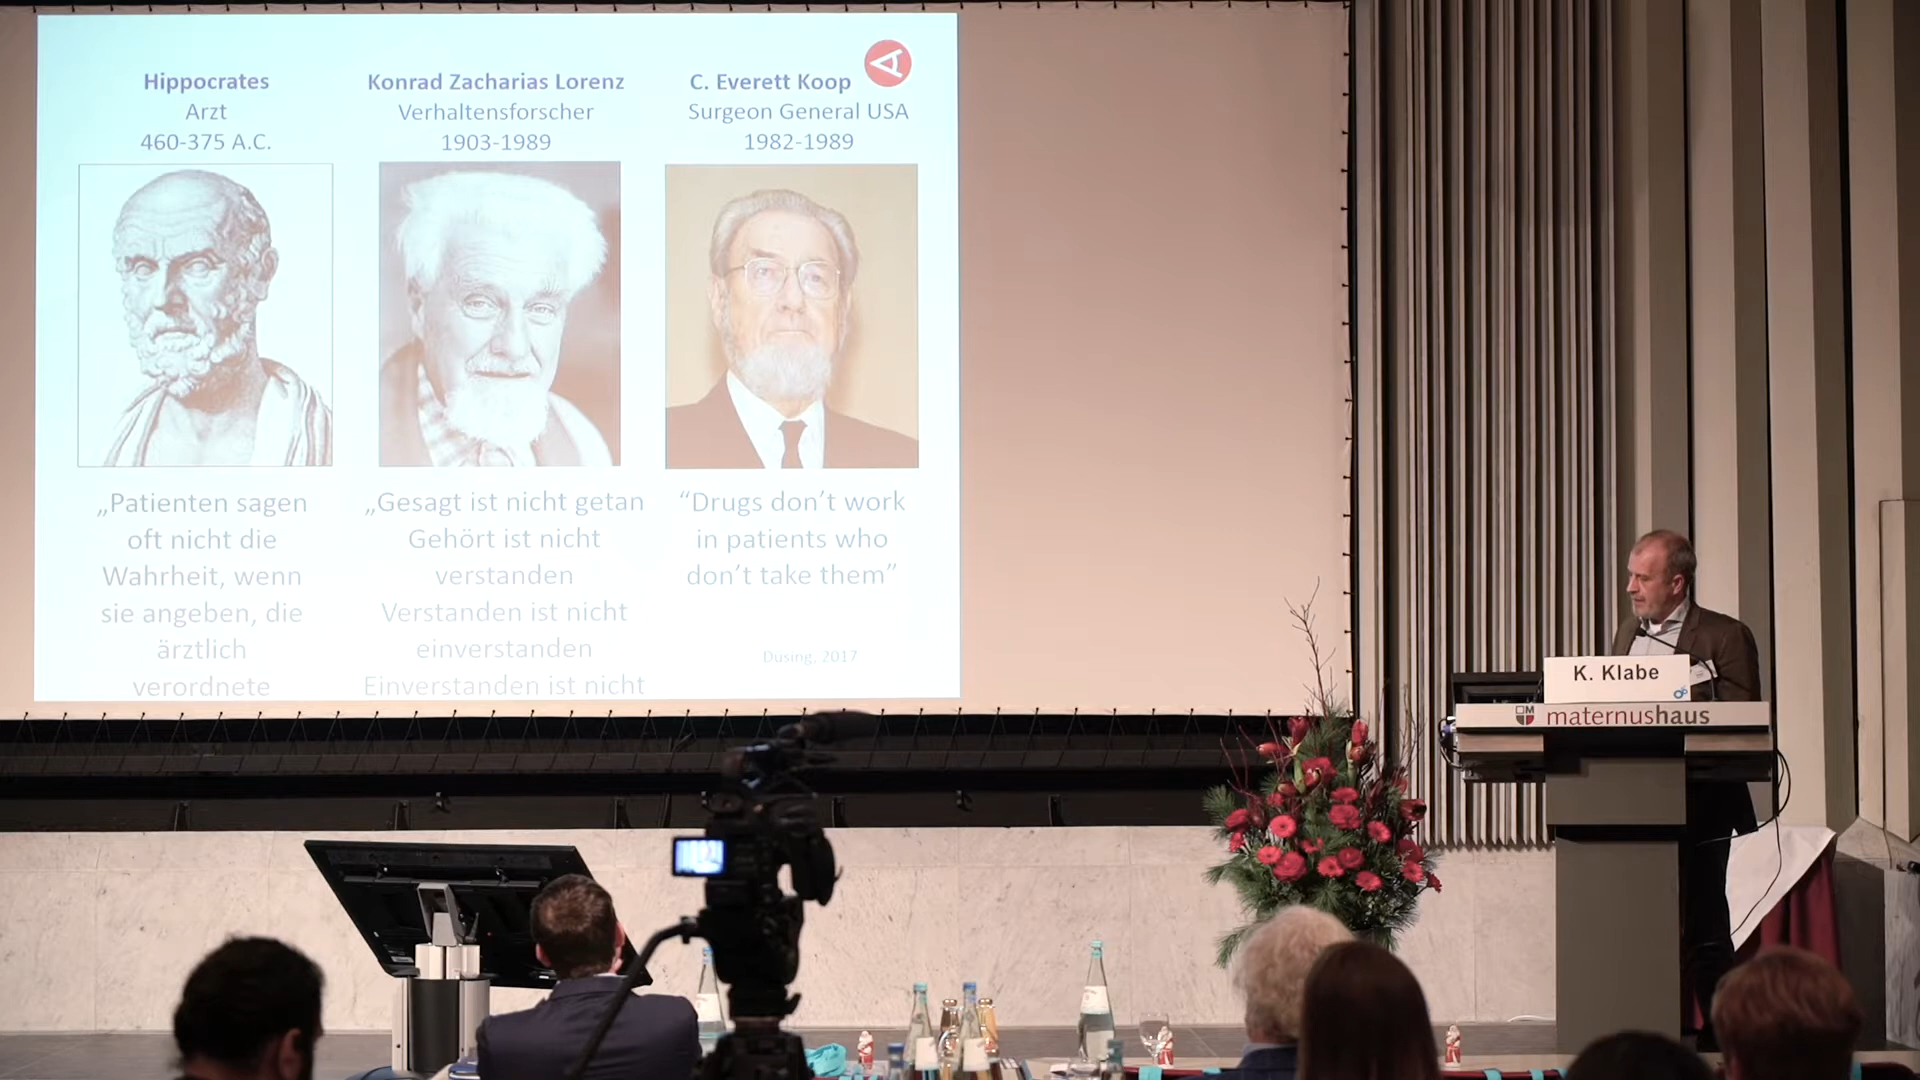 Hippocrates
Arzt
460-375 A.C.
„Patienten sagen
oft nicht die
Wahrheit, wenn
sie angeben, die
ärztlich
verordnete
Konrad Zacharias Lorenz
Verhaltensforscher
1903-1989
„Gesagt ist nicht getan
Gehört ist nicht
verstanden
Verstanden ist nicht
einverstanden
Einverstanden ist nicht
C. Everett Koop
Surgeon General USA
1982-1989
“Drugs don’t work
in patients who
don’t take them”
Düsing, 2017
K. Klabe
M maternushaus